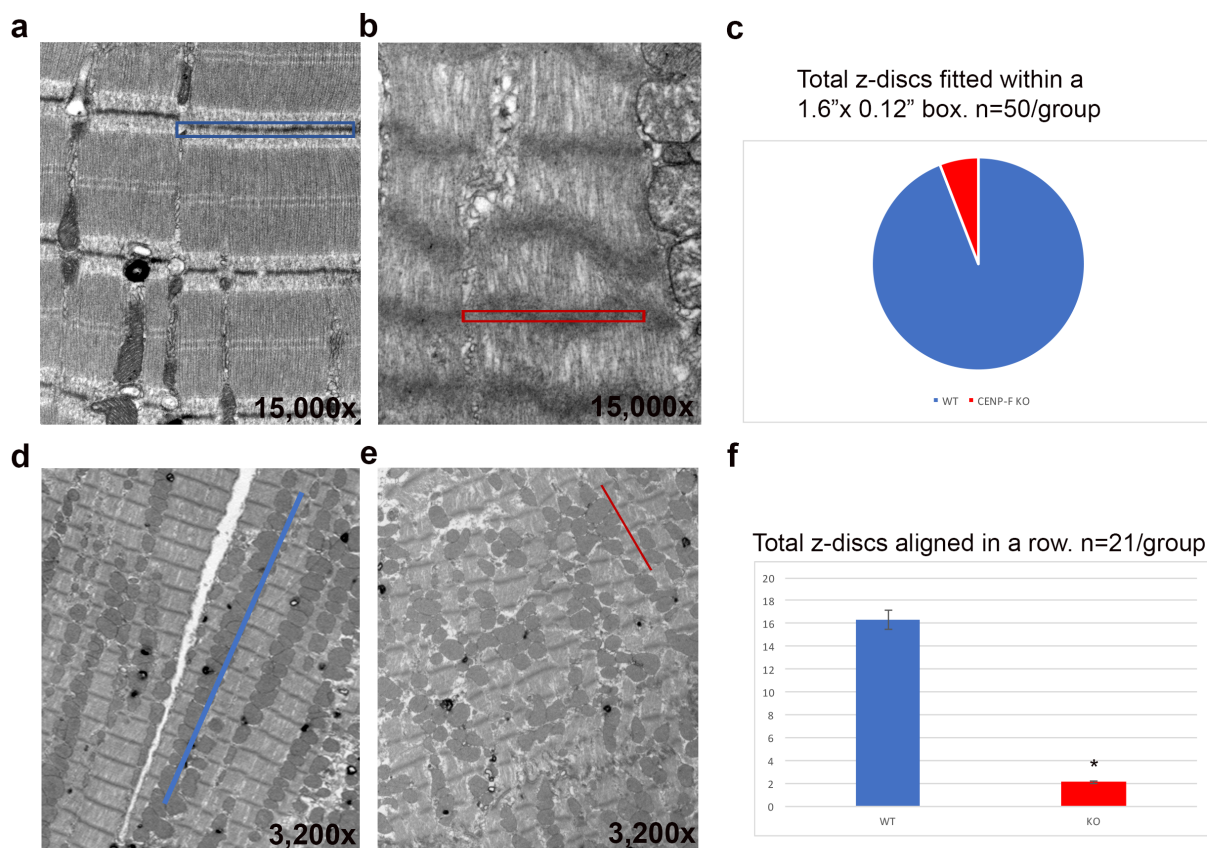 a
b
c
Total z-discs fitted within a
1.6”x 0.12” box. n=50/group
15,000x
15,000x
WT
CENP-F KO
d
e
f
Total z-discs aligned in a row. n=21/group
20
18
16
14
12
10
8
6
4
2
0
*
WT
KO
3,200x
3,200x